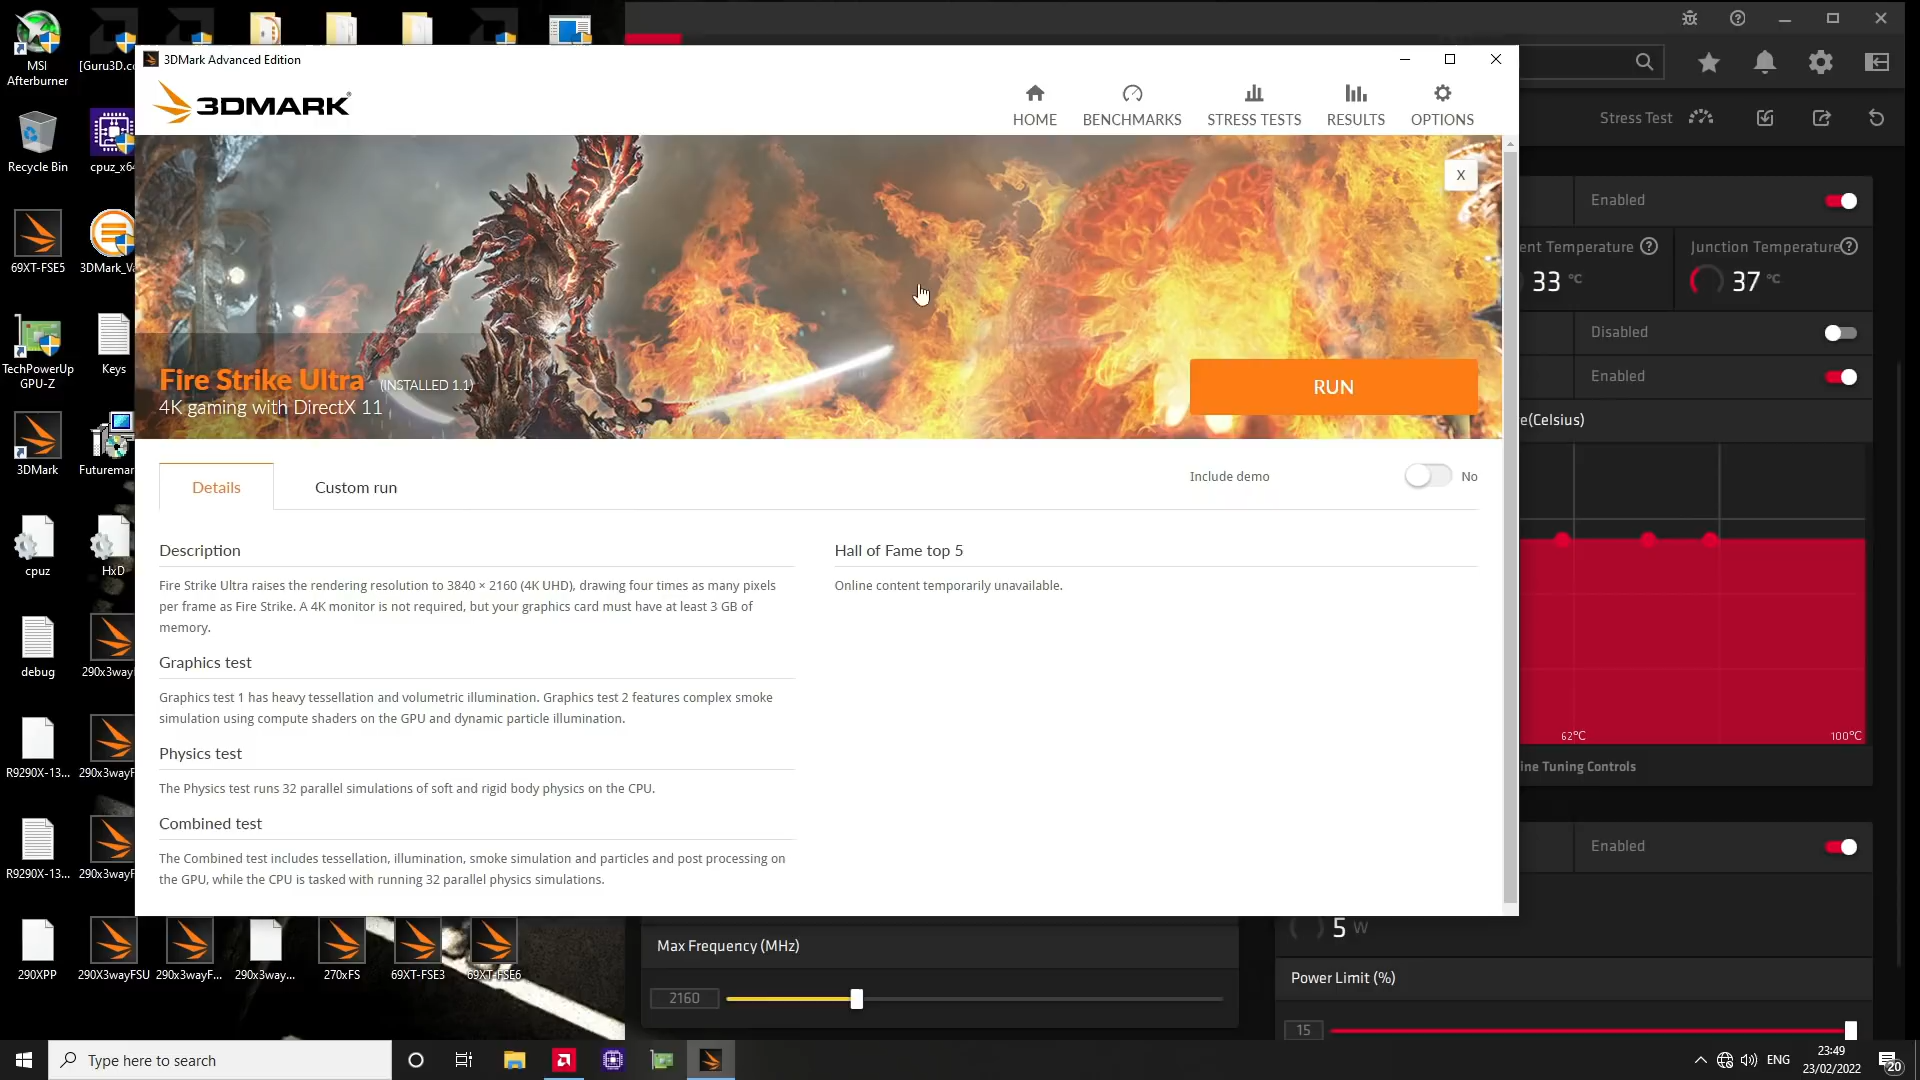 MSI
Afterburner
[Guru3D.co
Recycle Bin
cpuz_x64
69XT-FSE5
3DMark_Va
TechPowerUp
GPU-Z
Keys
3DMark
Futuremar
cpuz
HxD
debug
290x3wayF
R9290X-13...
290x3wayF
R9290X-13...
290x3wayF
290XPP
290X3wayFSU
290x3wayF...
290x3way...
270xFS
69XT-FSE3
69XT-FSE6
3DMark Advanced Edition
3DMARK®
HOME
BENCHMARKS
STRESS TESTS
RESULTS
OPTIONS
X
Fire Strike Ultra (INSTALLED 1.1)
4K gaming with DirectX 11
RUN
Details
Custom run
Include demo
No
Description
Fire Strike Ultra raises the rendering resolution to 3840 × 2160 (4K UHD), drawing four times as many pixels
per frame as Fire Strike. A 4K monitor is not required, but your graphics card must have at least 3 GB of
memory.
Graphics test
Graphics test 1 has heavy tessellation and volumetric illumination. Graphics test 2 features complex smoke
simulation using compute shaders on the GPU and dynamic particle illumination.
Physics test
The Physics test runs 32 parallel simulations of soft and rigid body physics on the CPU.
Combined test
The Combined test includes tessellation, illumination, smoke simulation and particles and post processing on
the GPU, while the CPU is tasked with running 32 parallel physics simulations.
Hall of Fame top 5
Online content temporarily unavailable.
Stress Test
Enabled
ent Temperature
33 °C
Junction Temperature
37 °C
Disabled
Enabled
e(Celsius)
62°C
100°C
ine Tuning Controls
Enabled
5 W
Max Frequency (MHz)
2160
Power Limit (%)
15
Type here to search
ENG
23:49
23/02/2022
20